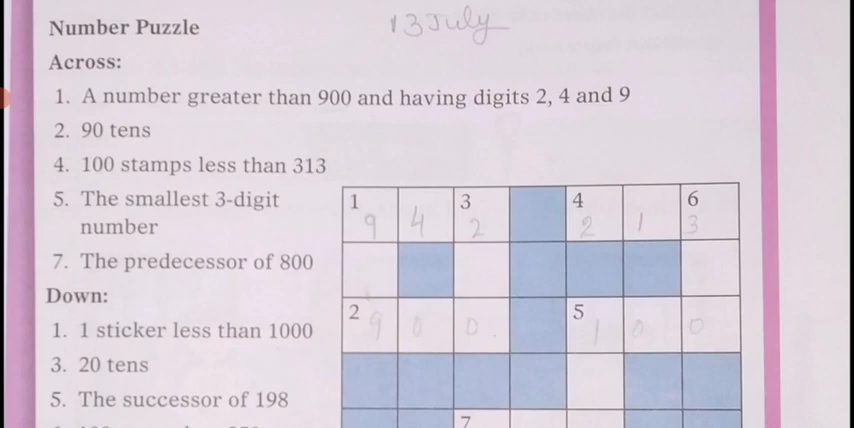 Number Puzzle
13 July
Across:
1. A number greater than 900 and having digits 2, 4 and 9
2. 90 tens
4. 100 stamps less than 313
5. The smallest 3-digit
number
7. The predecessor of 800
Down:
1. 1 sticker less than 1000
3. 20 tens
5. The successor of 198
1 3 4 6
9 4 2 2 1 3
2 5
9 0 0 1 0 0
7